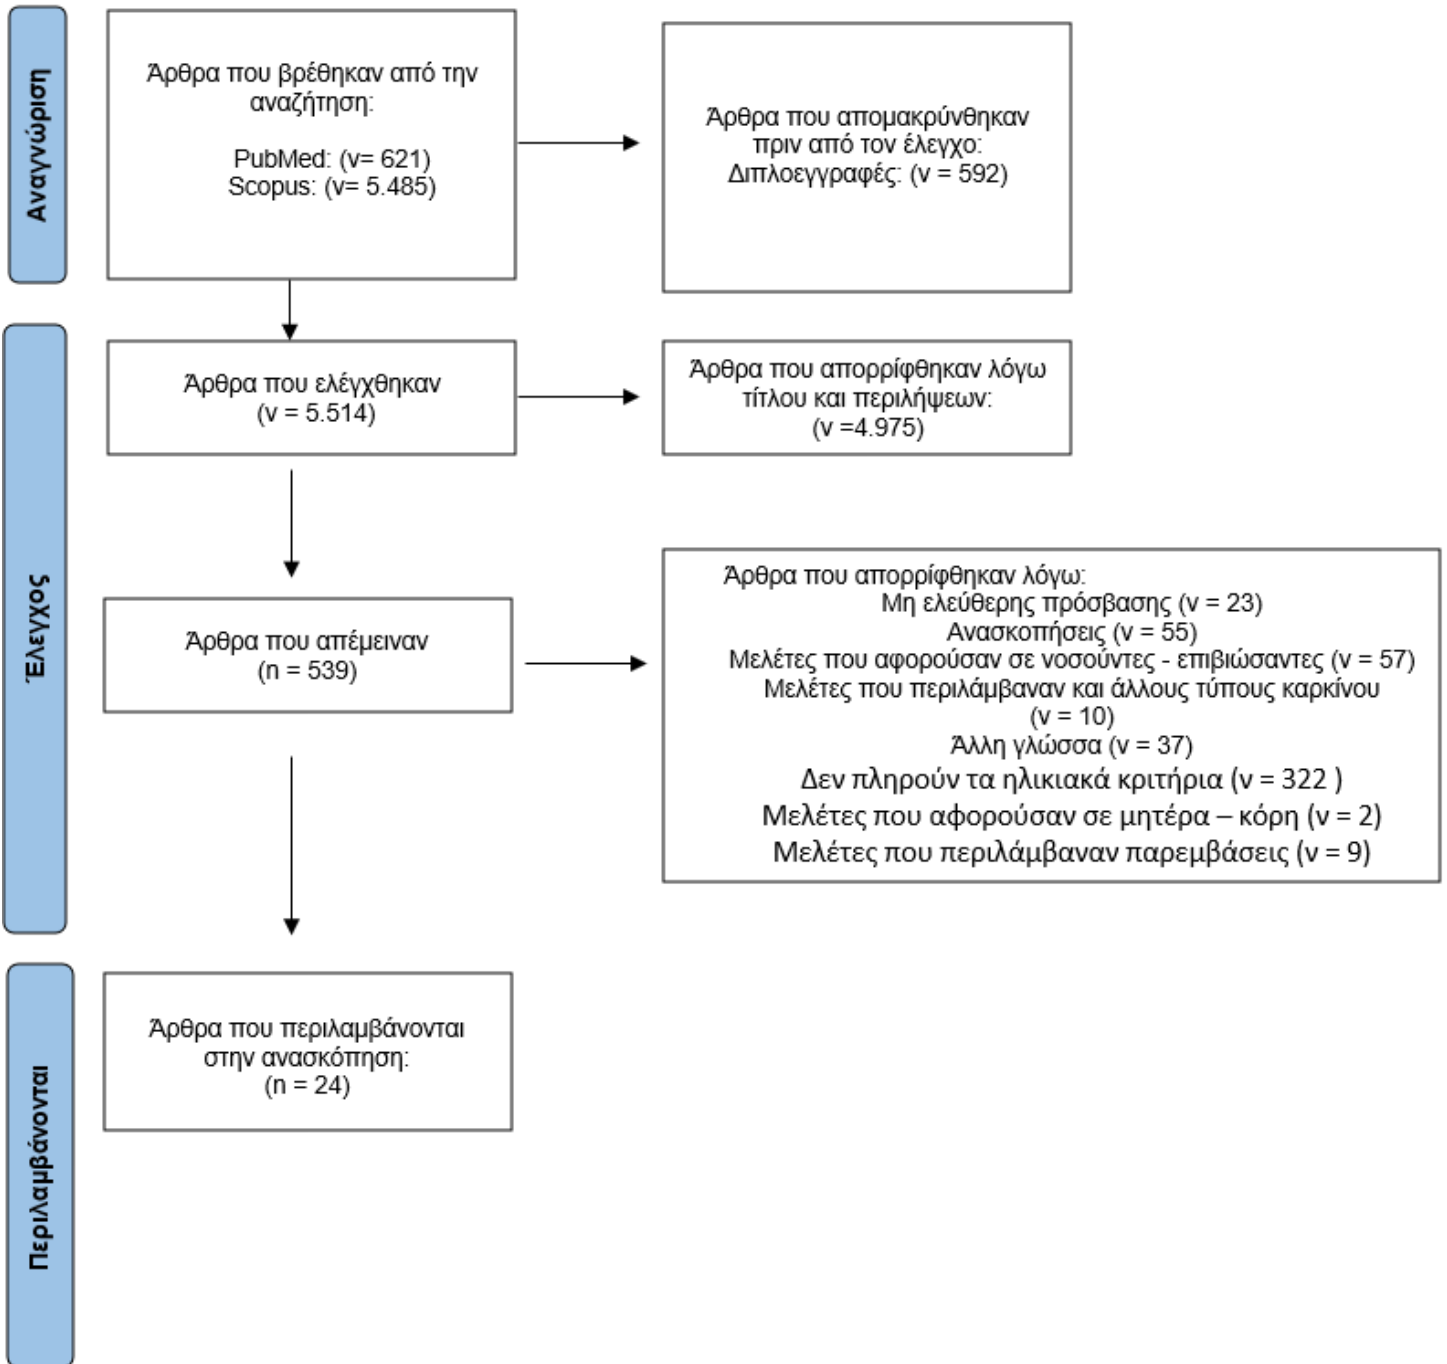 Αναγνώριση
Άρθρα που βρέθηκαν από την
αναζήτηση:
PubMed: (ν= 621)
Scopus: (ν= 5.485)
Άρθρα που απομακρύνθηκαν
πριν από τον έλεγχο:
Διπλοεγγραφές: (ν = 592)
Έλεγχος
Άρθρα που ελέγχθηκαν
(ν = 5.514)
Άρθρα που απορρίφθηκαν λόγω
τίτλου και περιλήψεων:
(ν =4.975)
Άρθρα που απέμειναν
(n = 539)
Άρθρα που απορρίφθηκαν λόγω:
Μη ελεύθερης πρόσβασης (ν = 23)
Ανασκοπήσεις (ν = 55)
Μελέτες που αφορούσαν σε νοσούντες - επιβιώσαντες (ν = 57)
Μελέτες που περιλάμβαναν και άλλους τύπους καρκίνου
(ν = 10)
Άλλη γλώσσα (ν = 37)
Δεν πληρούν τα ηλικιακά κριτήρια (ν = 322 )
Μελέτες που αφορούσαν σε μητέρα – κόρη (ν = 2)
Μελέτες που περιλάμβαναν παρεμβάσεις (ν = 9)
Περιλαμβάνονται
Άρθρα που περιλαμβάνονται
στην ανασκόπηση:
(n = 24)